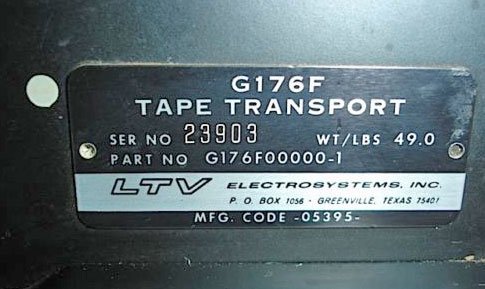 G176F
TAPE TRANSPORT
SER NO 23903 WT/LBS 49.0
PART NO G176F00000-1
LTV ELECTROSYSTEMS, INC.
P. O. BOX 1056 - GREENVILLE, TEXAS 75401
MFG. CODE -05395-